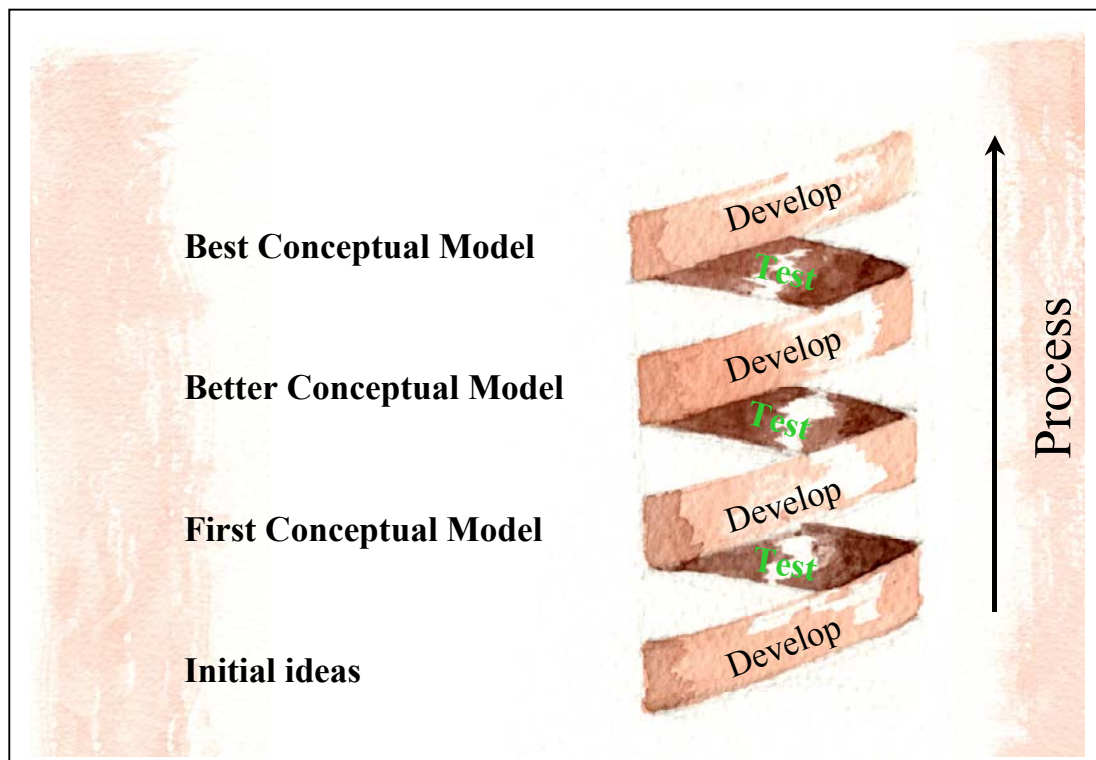 Develop
Best Conceptual Model
Test
Develop
Better Conceptual Model
Test
Develop
First Conceptual Model
Test
Develop
Initial ideas
Process